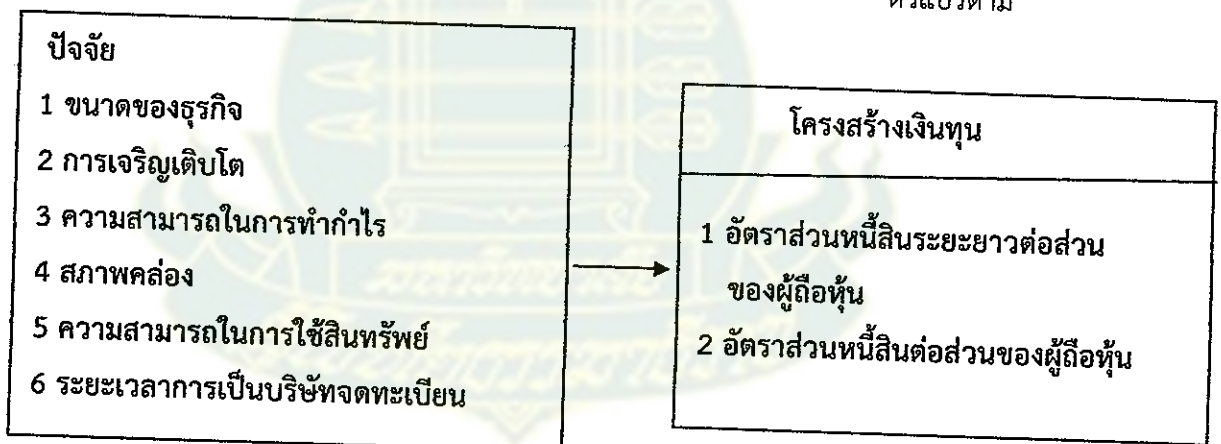 ตัวแปรตาม
ปัจจัย
1 ขนาดของธุรกิจ
2 การเจริญเติบโต
3 ความสามารถในการทำกำไร
4 สภาพคล่อง
5 ความสามารถในการใช้สินทรัพย์
6 ระยะเวลาการเป็นบริษัทจดทะเบียน
โครงสร้างเงินทุน
1 อัตราส่วนหนี้สินระยะยาวต่อส่วน
ของผู้ถือหุ้น
2 อัตราส่วนหนี้สินต่อส่วนของผู้ถือหุ้น